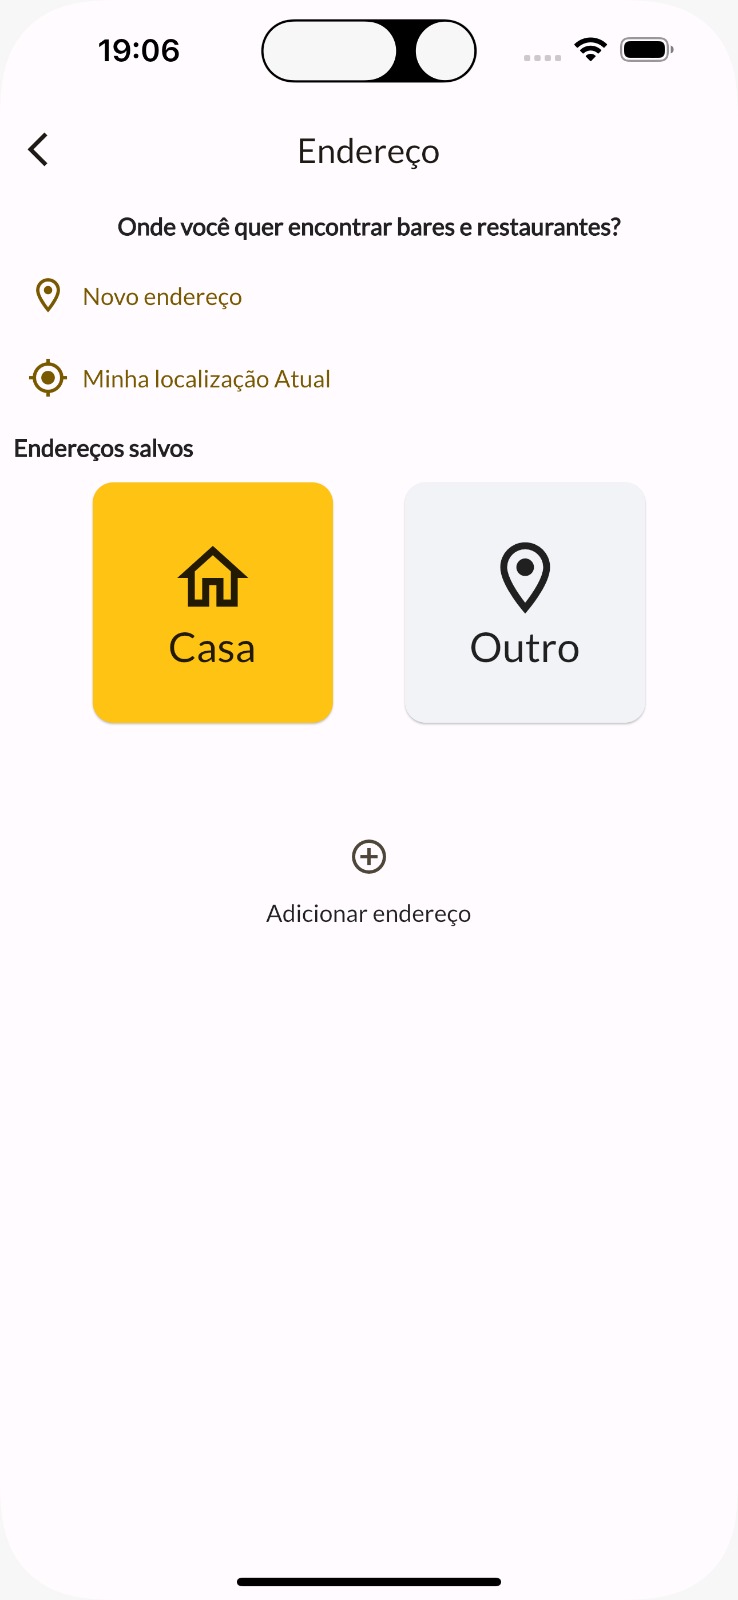 19:06
Endereço
Onde você quer encontrar bares e restaurantes?
Novo endereço
Minha localização Atual
Endereços salvos
Casa
Outro
Adicionar endereço